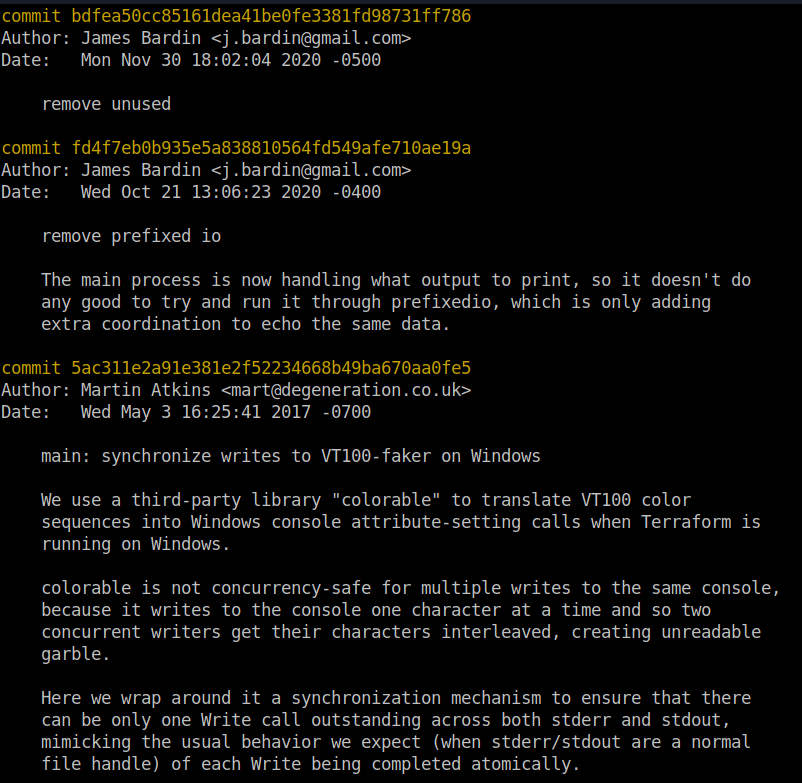 commit bdfea50cc85161dea41be0fe3381fd98731ff786
Author: James Bardin <j.bardin@gmail.com>
Date:   Mon Nov 30 18:02:04 2020 -0500
remove unused
commit fd4f7eb0b935e5a838810564fd549afe710ae19a
Author: James Bardin <j.bardin@gmail.com>
Date:   Wed Oct 21 13:06:23 2020 -0400
remove prefixed io
The main process is now handling what output to print, so it doesn't do
any good to try and run it through prefixedio, which is only adding
extra coordination to echo the same data.
commit 5ac311e2a91e381e2f52234668b49ba670aa0fe5
Author: Martin Atkins <mart@degeneration.co.uk>
Date:   Wed May 3 16:25:41 2017 -0700
main: synchronize writes to VT100-faker on Windows
We use a third-party library "colorable" to translate VT100 color
sequences into Windows console attribute-setting calls when Terraform is
running on Windows.
colorable is not concurrency-safe for multiple writes to the same console,
because it writes to the console one character at a time and so two
concurrent writers get their characters interleaved, creating unreadable
garble.
Here we wrap around it a synchronization mechanism to ensure that there
can be only one Write call outstanding across both stderr and stdout,
mimicking the usual behavior we expect (when stderr/stdout are a normal
file handle) of each Write being completed atomically.